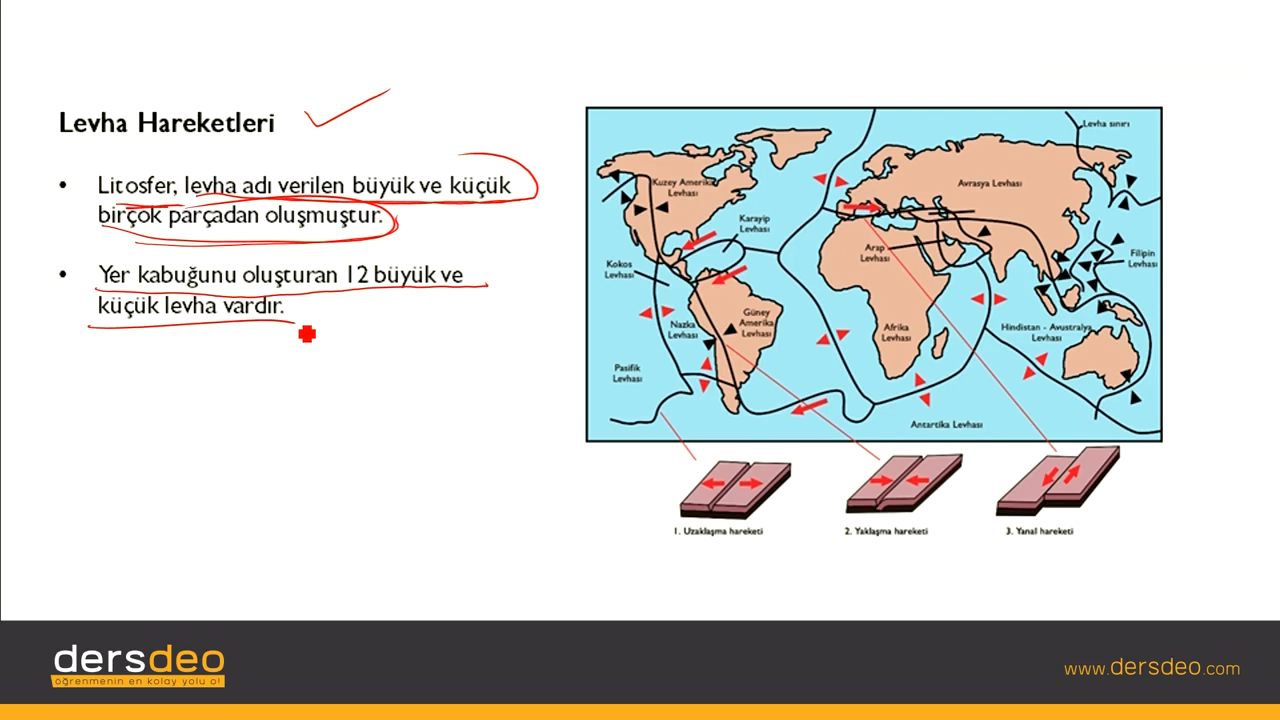 Levha Hareketleri
• Litosfer, levha adı verilen büyük ve küçük
birçok parçadan oluşmuştur.
• Yer kabuğunu oluşturan 12 büyük ve
küçük levha vardır.
Levha sınırı
Kuzey Amerika
Levhası
Avrasya Levhası
Karayip
Levhası
Arap
Levhası
Filipin
Levhası
Kokos
Levhası
Nazka
Levhası
Güney
Amerika
Levhası
Afrika
Levhası
Hindistan - Avustralya
Levhası
Pasifik
Levhası
Antartika Levhası
1. Uzaklaşma hareketi
2. Yaklaşma hareketi
3. Yanal hareketi
dersdeo
öğrenmenin en kolay yolu o!
www.dersdeo.com